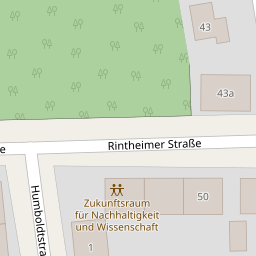 43
43a
Rintheimer Straße
e
Humboldtstra
Zukunftsraum
für Nachhaltigkeit
und Wissenschaft
50
1